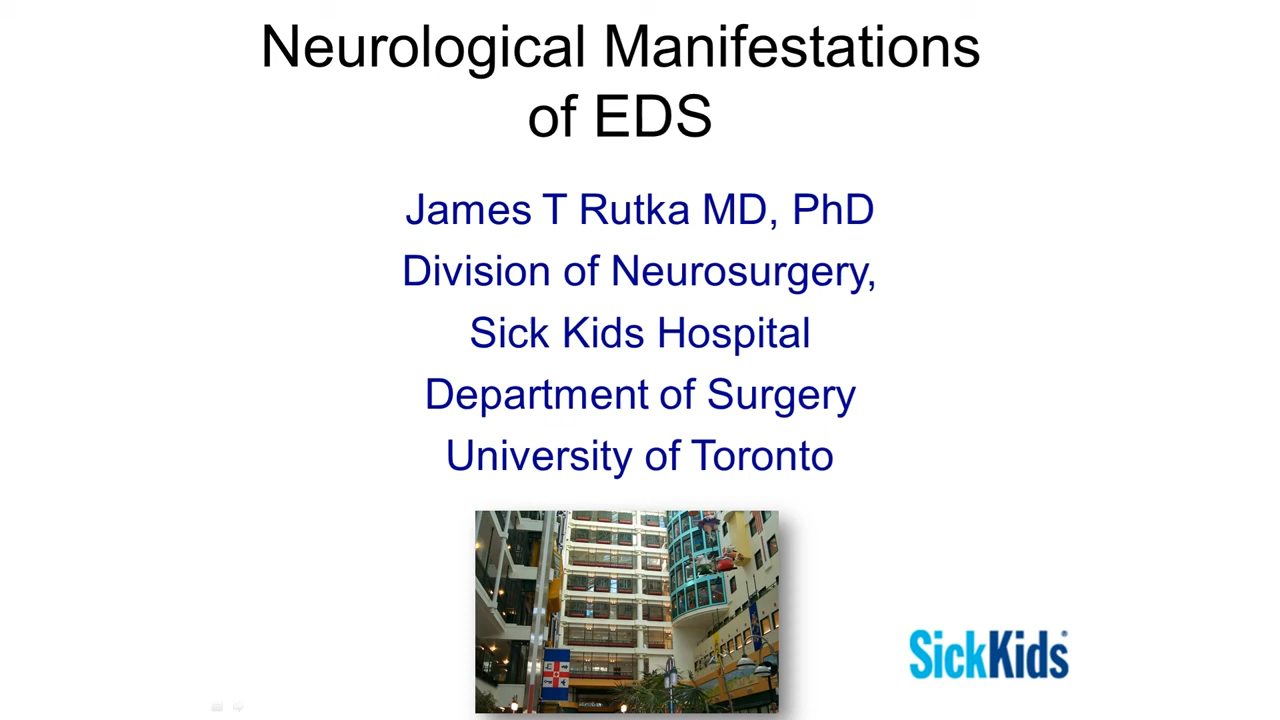 Neurological Manifestations
of EDS
James T Rutka MD, PhD
Division of Neurosurgery,
Sick Kids Hospital
Department of Surgery
University of Toronto
SickKids